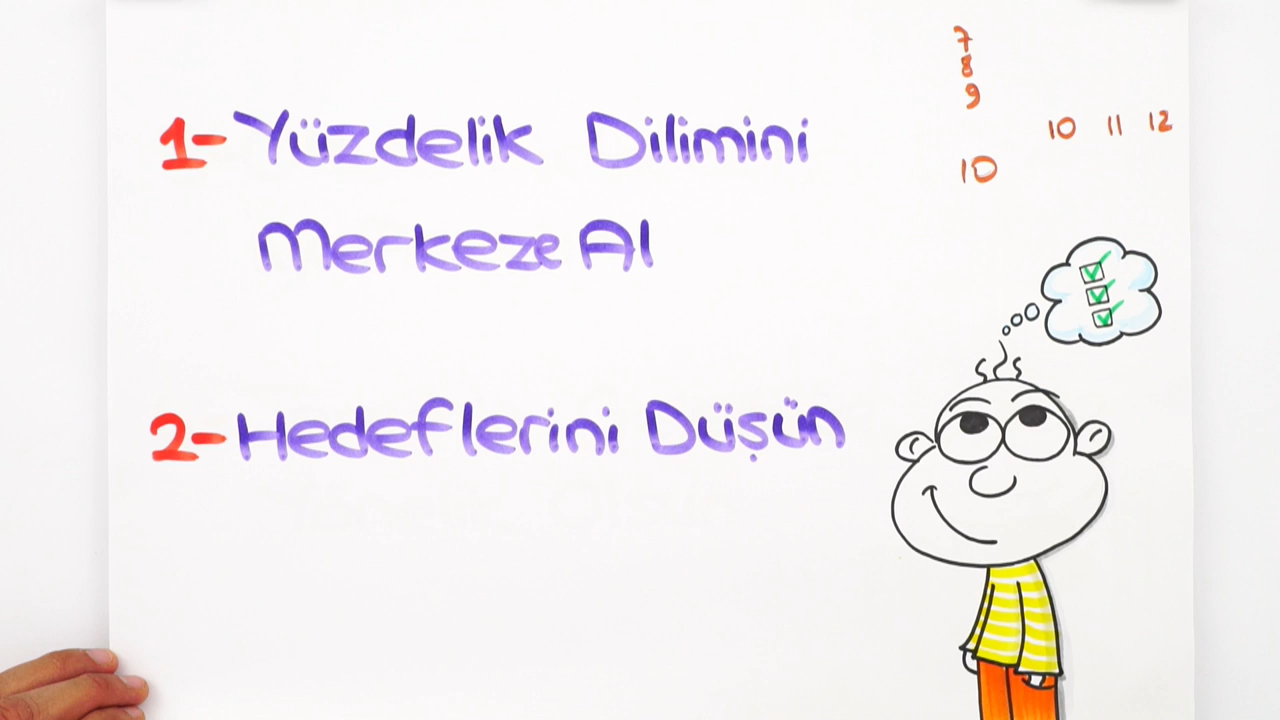 1- Yüzdelik Dilimini
Merkeze Al
2- Hedeflerini Düşün
7
8
9
10 11 12
10